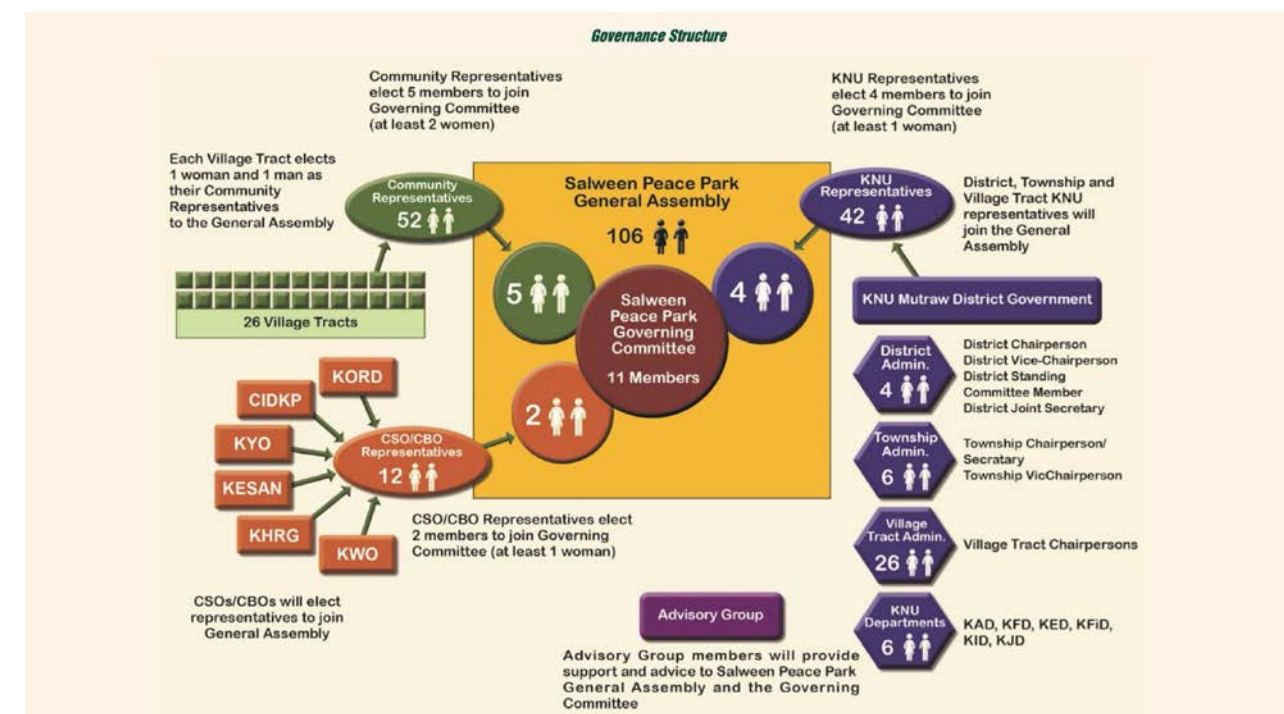 Governance Structure
Community Representatives
elect 5 members to join
Governing Committee
(at least 2 women)
KNU Representatives
elect 4 members to join
Governing Committee
(at least 1 woman)
Each Village Tract elects
1 woman and 1 man as
their Community
Representatives
to the General Assembly
Community
Representatives
52
Salween Peace Park
General Assembly
106
KNU
Representatives
42
District, Township and
Village Tract KNU
representatives will
join the General
Assembly
26 Village Tracts
5
4
Salween
Peace Park
Governing
Committee
11 Members
2
KNU Mutraw District Government
District
Admin.
4
District Chairperson
District Vice-Chairperson
District Standing
Committee Member
District Joint Secretary
KORD
CIDKP
KYO
KESAN
KHRG
KWO
CSO/CBO
Representatives
12
Township
Admin.
6
Township Chairperson/
Secratary
Township VicChairperson
CSO/CBO Representatives elect
2 members to join Governing
Committee (at least 1 woman)
Village
Tract Admin.
26
Village Tract Chairpersons
CSOs/CBOs will elect
representatives to join
General Assembly
Advisory Group
Advisory Group members will provide
support and advice to Salween Peace Park
General Assembly and the Governing
Committee
KNU
Departments
6
KAD, KFD, KED, KFiD,
KID, KJD